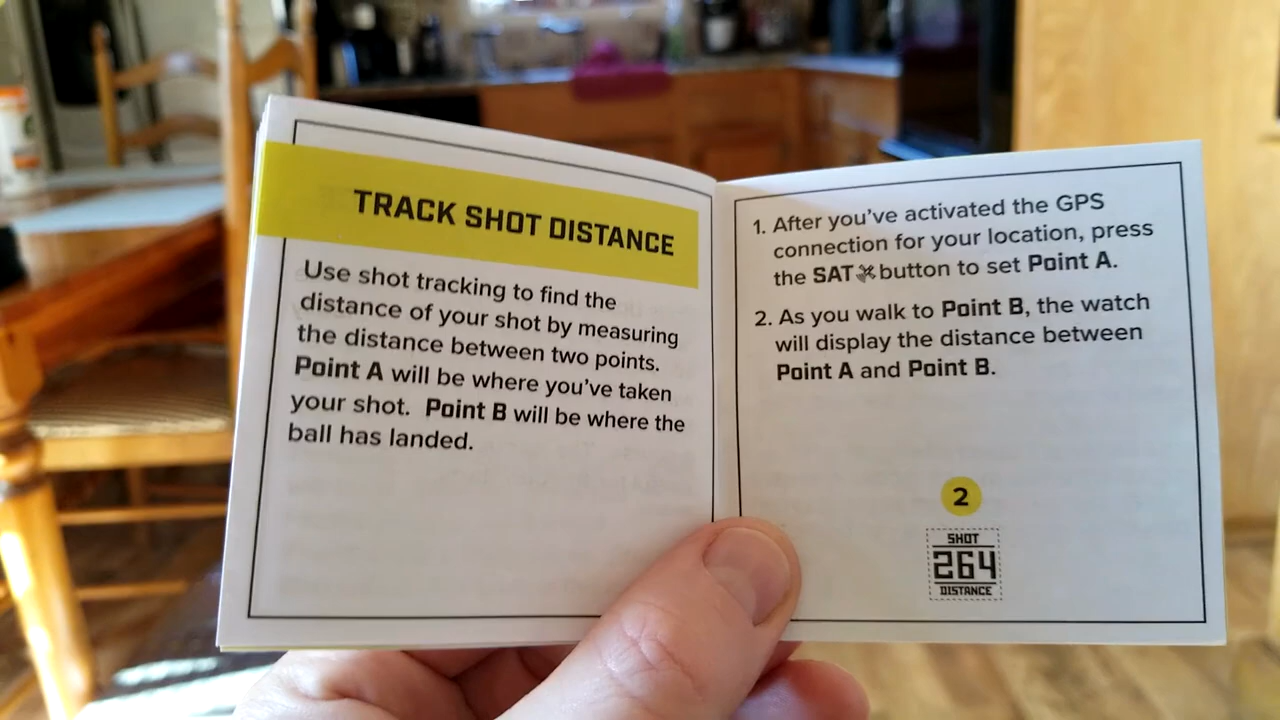 TRACK SHOT DISTANCE
Use shot tracking to find the
distance of your shot by measuring
the distance between two points.
Point A will be where you've taken
your shot. Point B will be where the
ball has landed.
1. After you've activated the GPS
connection for your location, press
the SAT button to set Point A.
2. As you walk to Point B, the watch
will display the distance between
Point A and Point B.
2
SHOT
264
DISTANCE